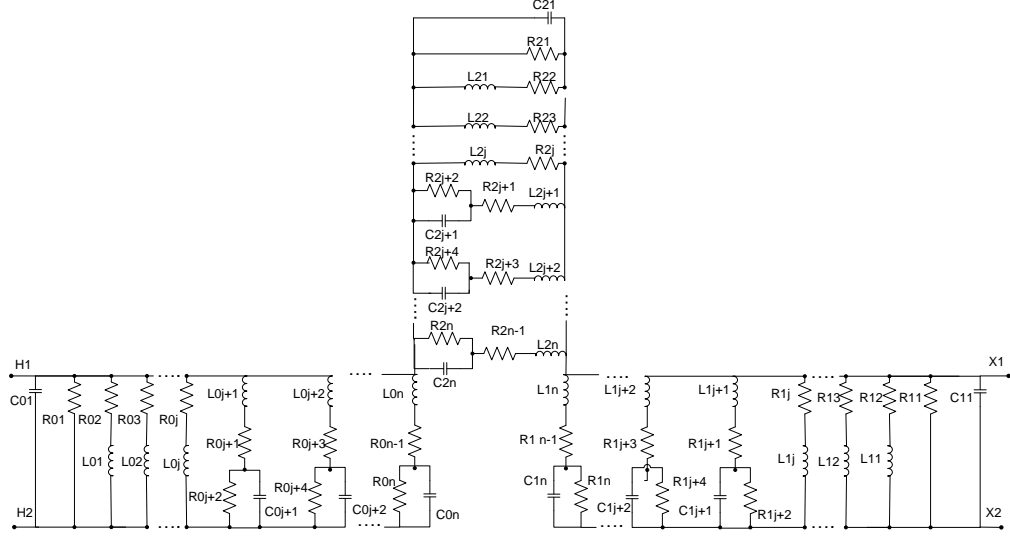 C21
R21
L21 R22
L22 R23
L2j R2j
R2j+2 R2j+1 L2j+1
C2j+1
R2j+4 R2j+3 L2j+2
C2j+2
R2n R2n-1 L2n
C2n
H1 X1
C01 R01 R02 R03 R0j L0j+1 L0j+2 L0n L1n L1j+2 L1j+1 R1j R13 R12 R11 C11
R0j+1 R0j+3 R0n-1 R1 n-1 R1j+3 R1j+1
L01 L02 L0j L1j L12 L11
R0j+2 R0j+4 R0n C1n R1n R1j+4
C0j+1 C0j+2 C0n C1j+2 C1j+1 R1j+2
H2 X2